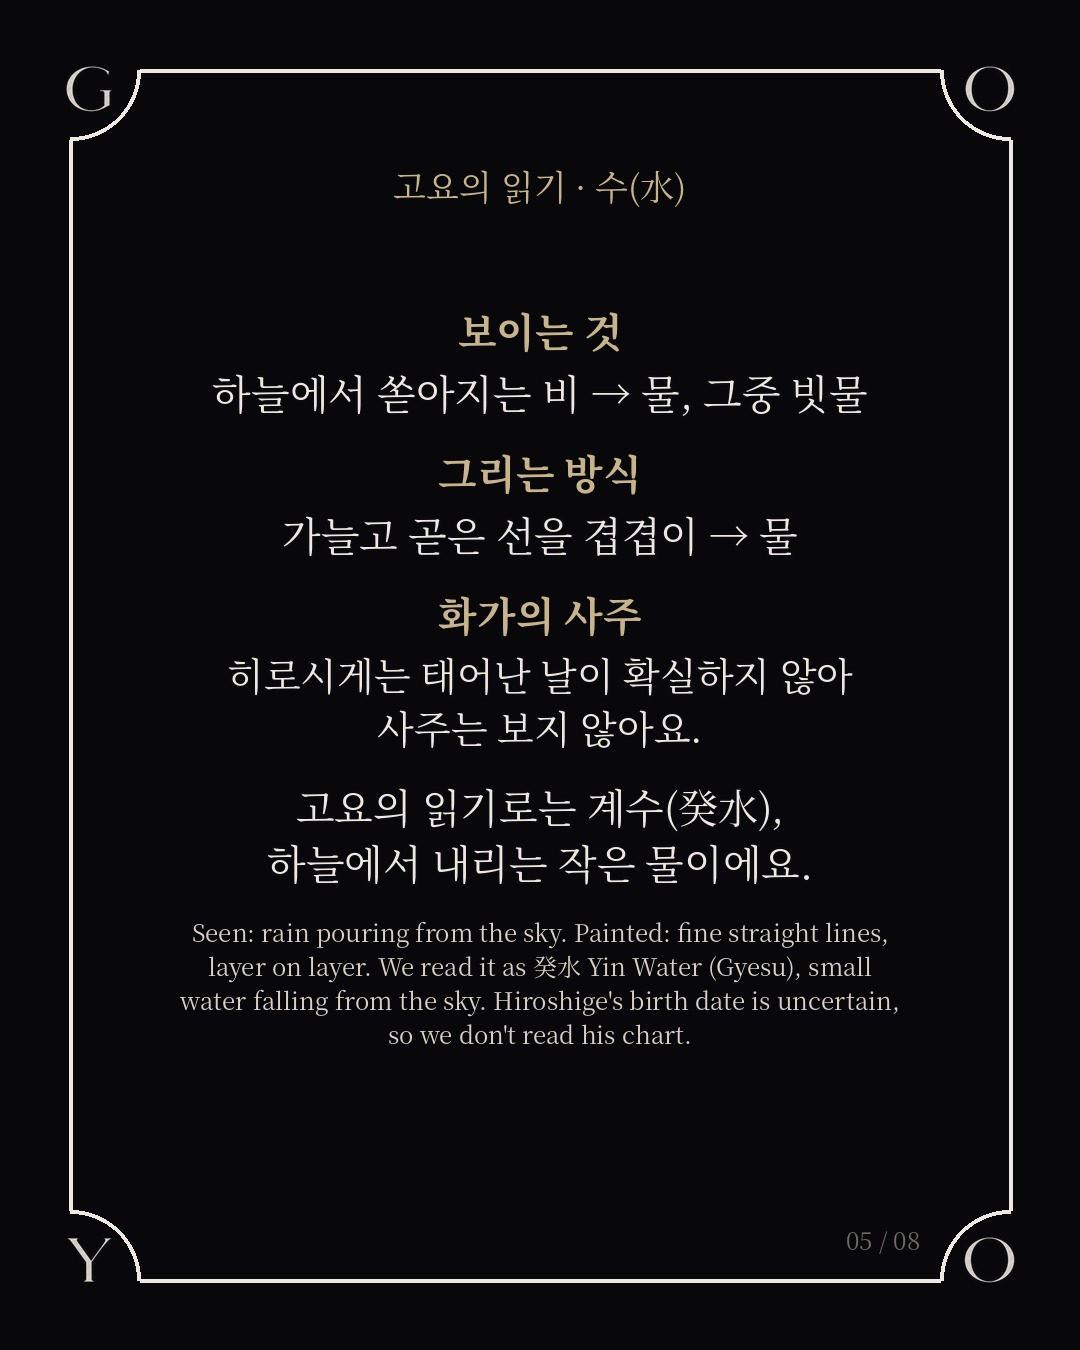 G
O
고요의 읽기 · 수(水)
보이는 것
하늘에서 쏟아지는 비 → 물, 그중 빗물
그리는 방식
가늘고 곧은 선을 겹겹이 → 물
화가의 사주
히로시게는 태어난 날이 확실하지 않아
사주는 보지 않아요.
고요의 읽기로는 계수(癸水),
하늘에서 내리는 작은 물이에요.
Seen: rain pouring from the sky. Painted: fine straight lines,
layer on layer. We read it as 癸水 Yin Water (Gyesu), small
water falling from the sky. Hiroshige's birth date is uncertain,
so we don't read his chart.
05 / 08
Y
O